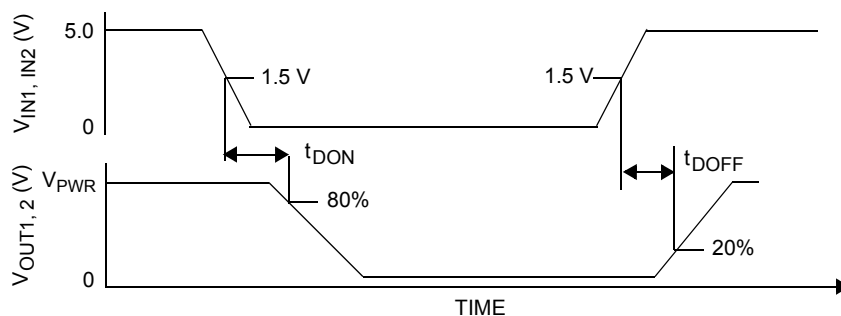 V_IN1, IN2 (V)
5.0
0
1.5 V
1.5 V
t_DON
t_DOFF
V_OUT1, 2 (V)
V_PWR
0
80%
20%
TIME